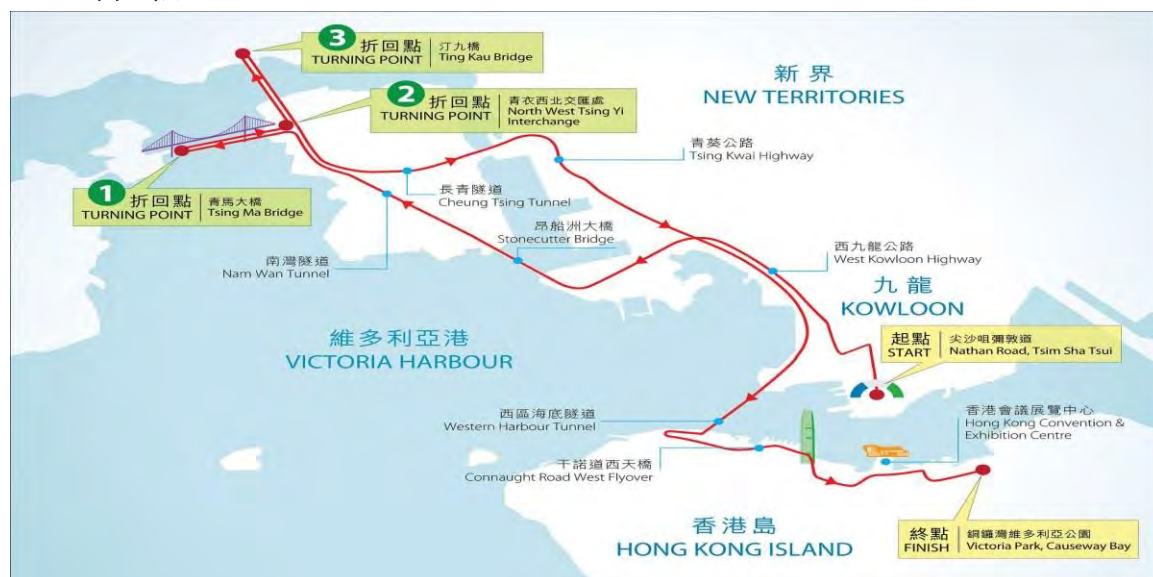 3 折回點
TURNING POINT
汀九橋
Ting Kau Bridge
2 折回點
TURNING POINT
青衣西北交匯處
North West Tsing Yi
Interchange
新界
NEW TERRITORIES
青葵公路
Tsing Kwai Highway
1 折回點
TURNING POINT
青馬大橋
Tsing Ma Bridge
長青隧道
Cheung Tsing Tunnel
昂船洲大橋
Stonecutter Bridge
南灣隧道
Nam Wan Tunnel
西九龍公路
West Kowloon Highway
九龍
KOWLOON
維多利亞港
VICTORIA HARBOUR
起點
START
尖沙咀彌敦道
Nathan Road, Tsim Sha Tsui
西區海底隧道
Western Harbour Tunnel
香港會議展覽中心
Hong Kong Convention &
Exhibition Centre
干諾道西天橋
Connaught Road West Flyover
香港島
HONG KONG ISLAND
終點
FINISH
銅鑼灣維多利亞公園
Victoria Park, Causeway Bay